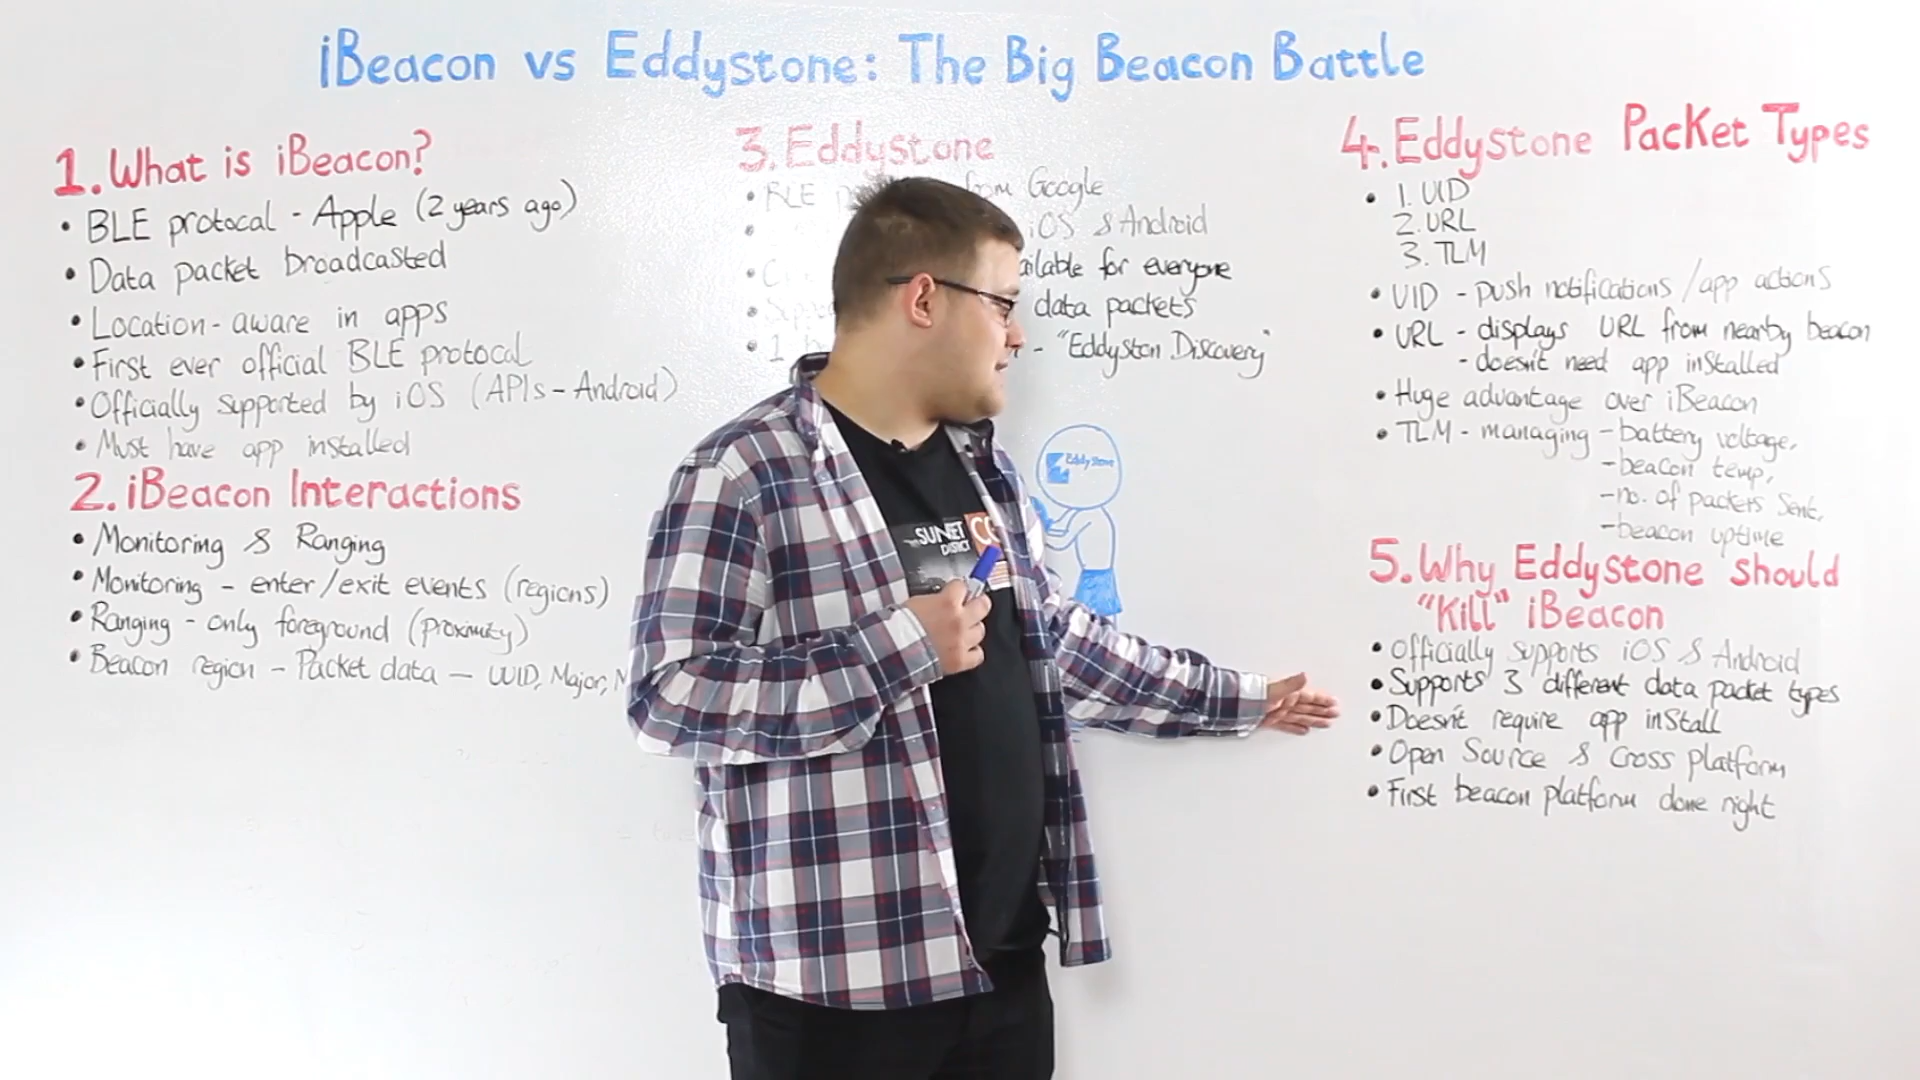 iBeacon vs Eddystone: The Big Beacon Battle
1. What is iBeacon?
• BLE protocal - Apple (2 years ago)
• Data packet broadcasted
• Location - aware in apps
• First ever official BLE protocal
• Officially supported by iOS (APIs - Android)
• Must have app installed
2. iBeacon Interactions
• Monitoring & Ranging
• Monitoring - enter/exit events (regions)
• Ranging - only foreground (Proximity)
• Beacon region - Packet data - UUID, Major,
3. Eddystone
• BLE from Google
iOS & Android
for everyone
data packets
• 1 - "Eddyston Discovery"
Eddystone
SUNSET
DISTRICT
4. Eddystone Packet Types
• 1. UID
2. URL
3. TLM
• UID - push notifications / app actions
• URL - displays URL from nearby beacon
- doesn't need app installed
• Huge advantage over iBeacon
• TLM - managing - battery voltage,
- beacon temp,
- no. of packets sent,
- beacon uptime
5. Why Eddystone should
"Kill" iBeacon
• Officially supports iOS & Android
• Supports 3 different data packet types
• Doesn't require app install
• Open Source & Cross platform
• First beacon platform done right